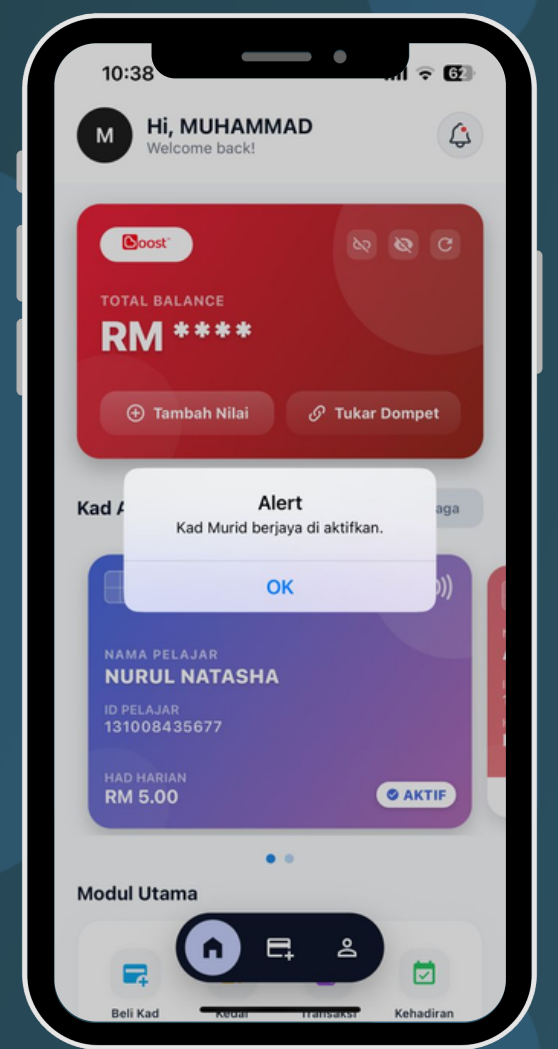 10:38
62
M
Hi, MUHAMMAD
Welcome back!
Boost
TOTAL BALANCE
RM ****
Tambah Nilai
Tukar Dompet
Kad A
aga
Alert
Kad Murid berjaya di aktifkan.
OK
NAMA PELAJAR
NURUL NATASHA
ID PELAJAR
131008435677
HAD HARIAN
RM 5.00
AKTIF
Modul Utama
Beli Kad
Kedai
Transaksi
Kehadiran